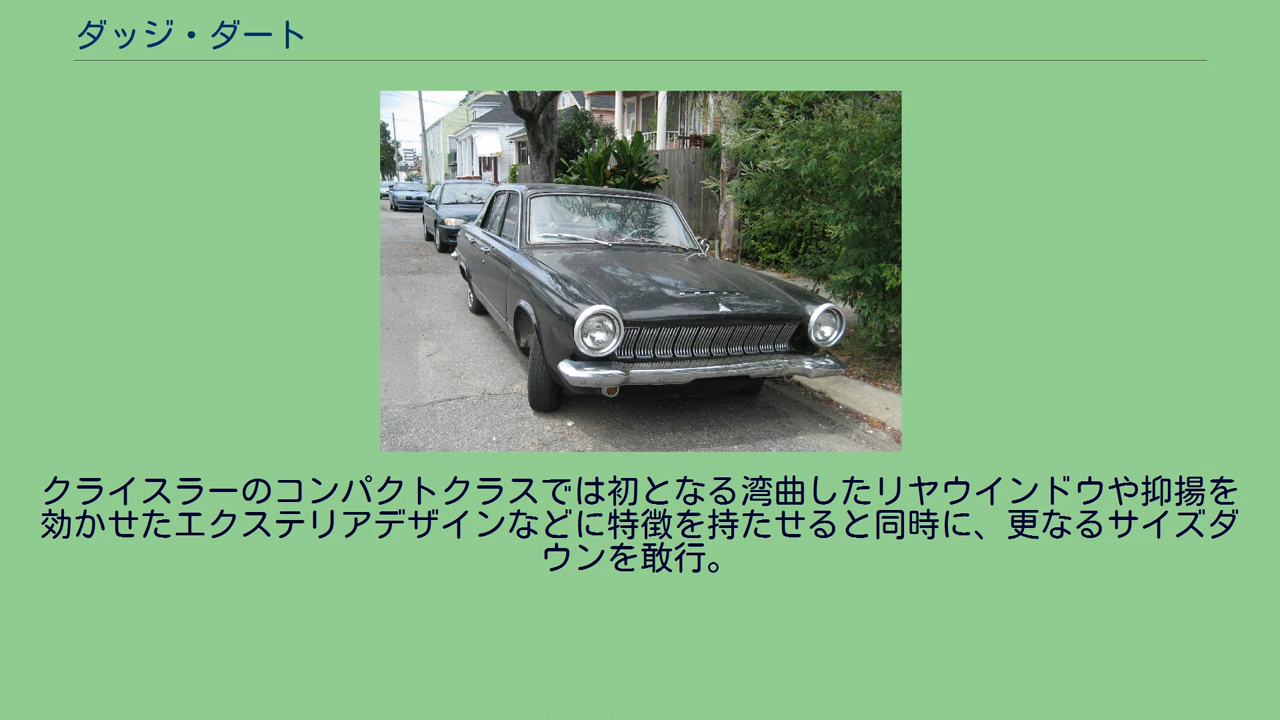 ダッジ・ダート
クライスラーのコンパクトクラスでは初となる湾曲したリヤウインドウや抑揚を
効かせたエクステリアデザインなどに特徴を持たせると同時に、更なるサイズダ
ウンを敢行。